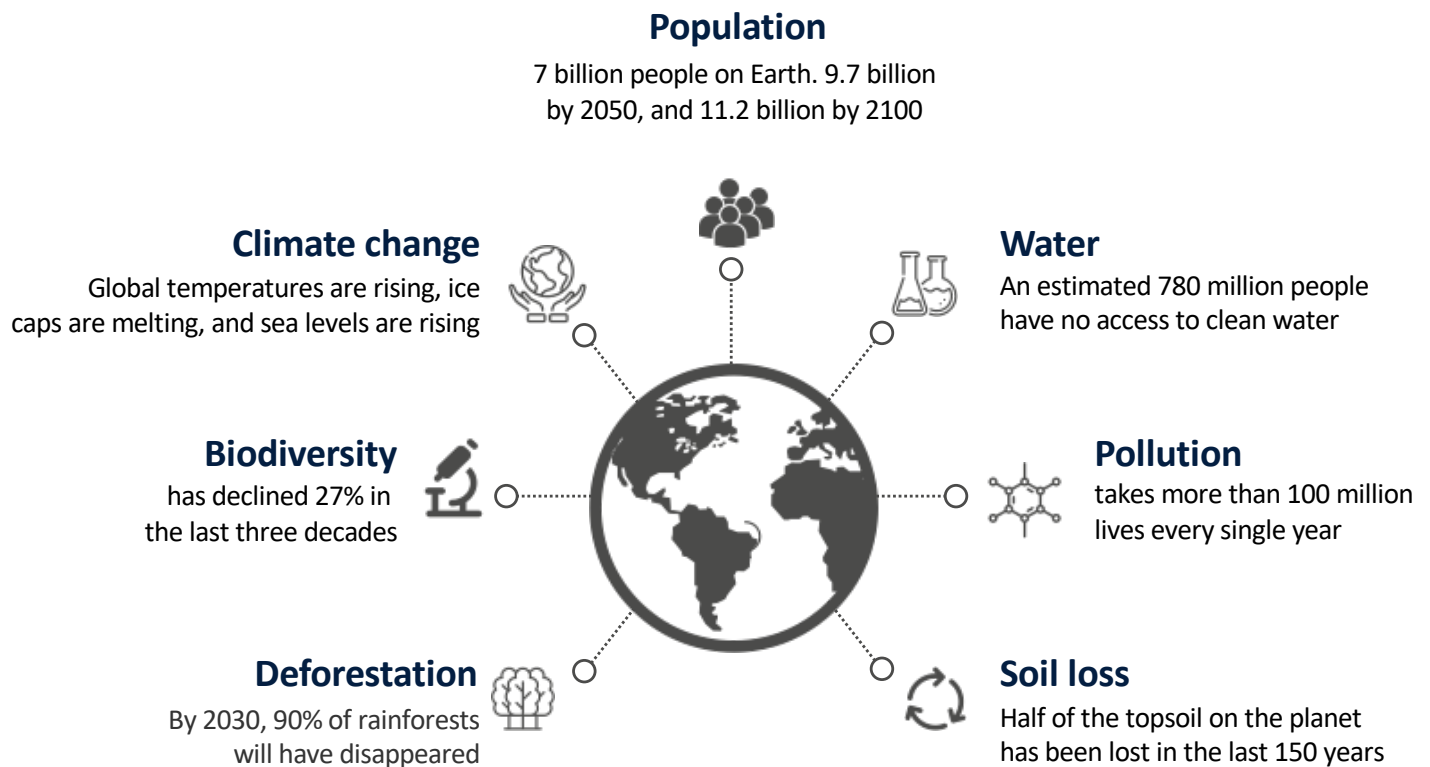 Population
7 billion people on Earth. 9.7 billion
by 2050, and 11.2 billion by 2100
Climate change
Global temperatures are rising, ice
caps are melting, and sea levels are rising
Water
An estimated 780 million people
have no access to clean water
Biodiversity
has declined 27% in
the last three decades
Pollution
takes more than 100 million
lives every single year
Deforestation
By 2030, 90% of rainforests
will have disappeared
Soil loss
Half of the topsoil on the planet
has been lost in the last 150 years